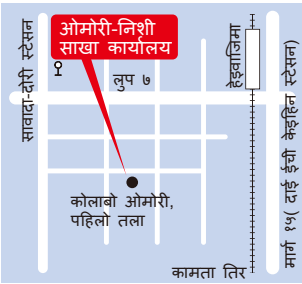 ओमोरी-निशी
साखा कार्यालय
सावादा-दोरी स्टेसन
लुप ७
हेइवाजिमा
मार्ग १५( दाई ईची केइहिन स्टेसन)
कोलाबो ओमोरी,
पहिलो तला
कामता तिर